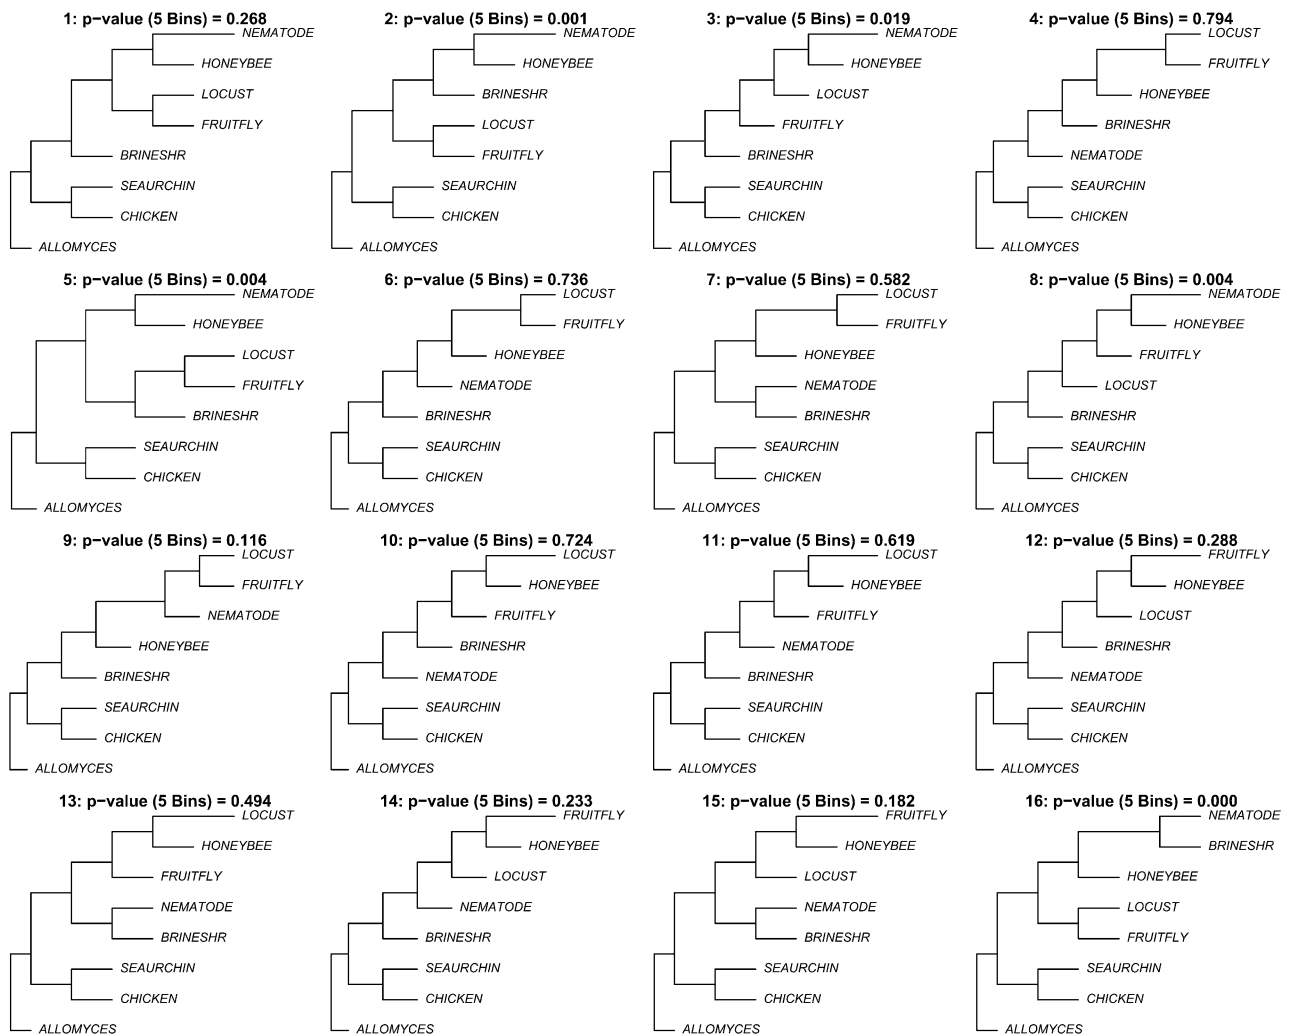 1: p−value (5 Bins) = 0.268
NEMATODE
HONEYBEE
LOCUST
FRUITFLY
BRINESHR
SEAURCHIN
CHICKEN
ALLOMYCES
2: p−value (5 Bins) = 0.001
NEMATODE
HONEYBEE
BRINESHR
LOCUST
FRUITFLY
SEAURCHIN
CHICKEN
ALLOMYCES
3: p−value (5 Bins) = 0.019
NEMATODE
HONEYBEE
LOCUST
FRUITFLY
BRINESHR
SEAURCHIN
CHICKEN
ALLOMYCES
4: p−value (5 Bins) = 0.794
LOCUST
FRUITFLY
HONEYBEE
BRINESHR
NEMATODE
SEAURCHIN
CHICKEN
ALLOMYCES
5: p−value (5 Bins) = 0.004
NEMATODE
HONEYBEE
LOCUST
FRUITFLY
BRINESHR
SEAURCHIN
CHICKEN
ALLOMYCES
6: p−value (5 Bins) = 0.736
LOCUST
FRUITFLY
HONEYBEE
NEMATODE
BRINESHR
SEAURCHIN
CHICKEN
ALLOMYCES
7: p−value (5 Bins) = 0.582
LOCUST
FRUITFLY
HONEYBEE
NEMATODE
BRINESHR
SEAURCHIN
CHICKEN
ALLOMYCES
8: p−value (5 Bins) = 0.004
NEMATODE
HONEYBEE
FRUITFLY
LOCUST
BRINESHR
SEAURCHIN
CHICKEN
ALLOMYCES
9: p−value (5 Bins) = 0.116
LOCUST
FRUITFLY
NEMATODE
HONEYBEE
BRINESHR
SEAURCHIN
CHICKEN
ALLOMYCES
10: p−value (5 Bins) = 0.724
LOCUST
HONEYBEE
FRUITFLY
BRINESHR
NEMATODE
SEAURCHIN
CHICKEN
ALLOMYCES
11: p−value (5 Bins) = 0.619
LOCUST
HONEYBEE
FRUITFLY
NEMATODE
BRINESHR
SEAURCHIN
CHICKEN
ALLOMYCES
12: p−value (5 Bins) = 0.288
FRUITFLY
HONEYBEE
LOCUST
BRINESHR
NEMATODE
SEAURCHIN
CHICKEN
ALLOMYCES
13: p−value (5 Bins) = 0.494
LOCUST
HONEYBEE
FRUITFLY
NEMATODE
BRINESHR
SEAURCHIN
CHICKEN
ALLOMYCES
14: p−value (5 Bins) = 0.233
FRUITFLY
HONEYBEE
LOCUST
NEMATODE
BRINESHR
SEAURCHIN
CHICKEN
ALLOMYCES
15: p−value (5 Bins) = 0.182
FRUITFLY
HONEYBEE
LOCUST
NEMATODE
BRINESHR
SEAURCHIN
CHICKEN
ALLOMYCES
16: p−value (5 Bins) = 0.000
NEMATODE
BRINESHR
HONEYBEE
LOCUST
FRUITFLY
SEAURCHIN
CHICKEN
ALLOMYCES